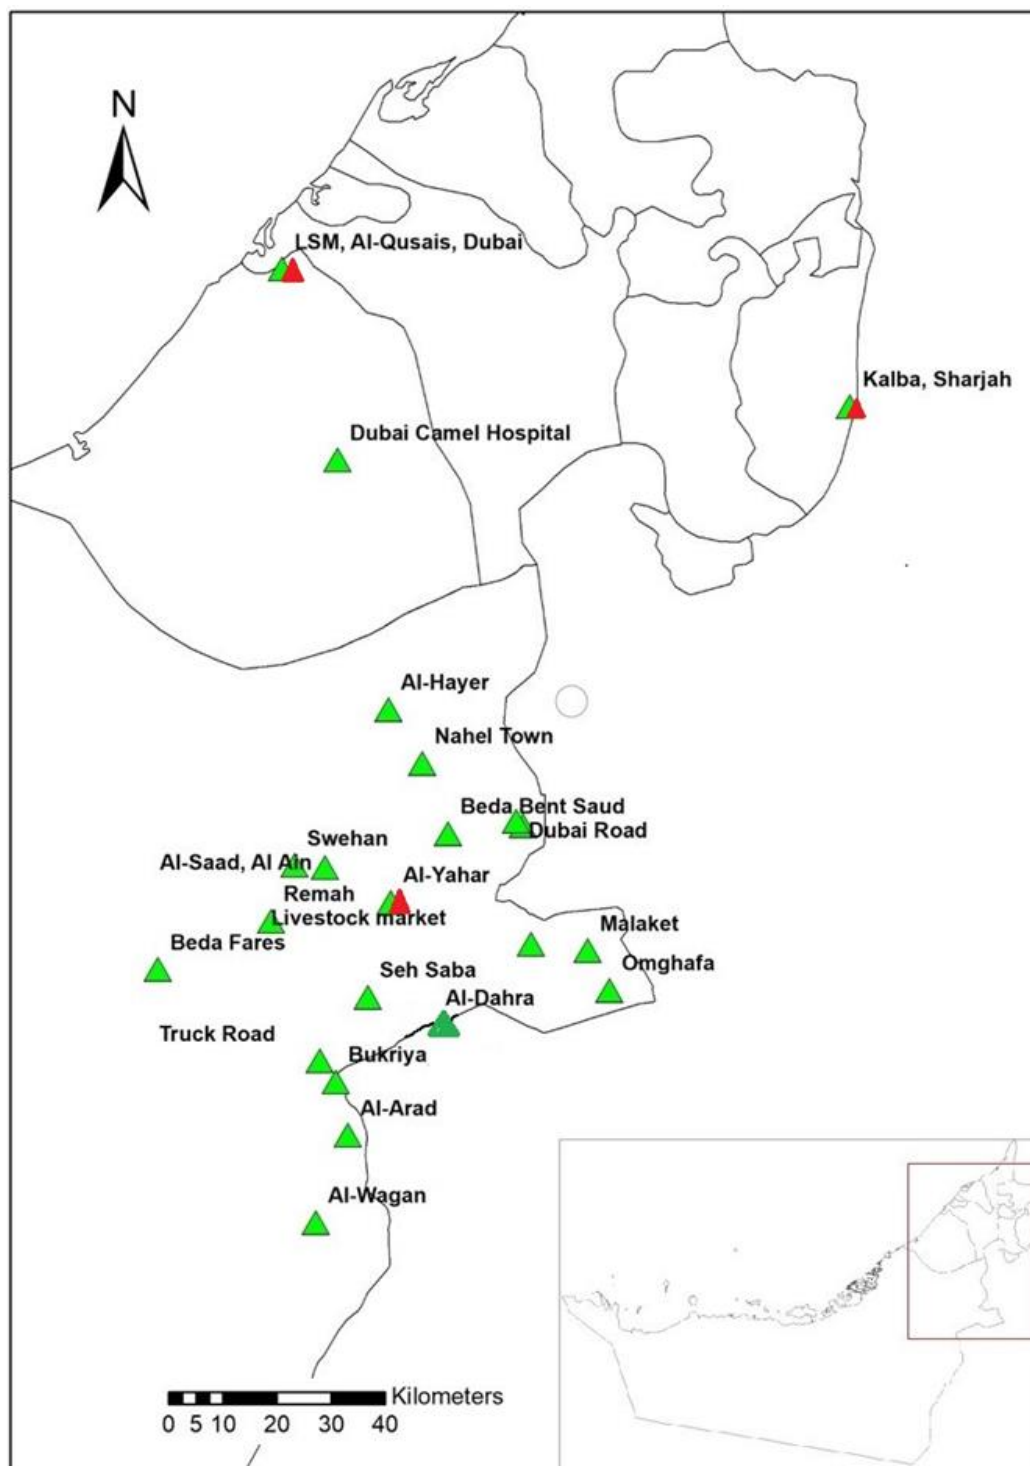 N
LSM, Al-Qusais, Dubai
Kalba, Sharjah
Dubai Camel Hospital
Al-Hayer
Nahel Town
Beda Bent Saud
Dubai Road
Swehan
Al-Saad, Al Ain
Al-Yahar
Remah
Livestock market
Malaket
Beda Fares
Omghafa
Seh Saba
Al-Dahra
Truck Road
Bukriya
Al-Arad
Al-Wagan
Kilometers
0 5 10 20 30 40